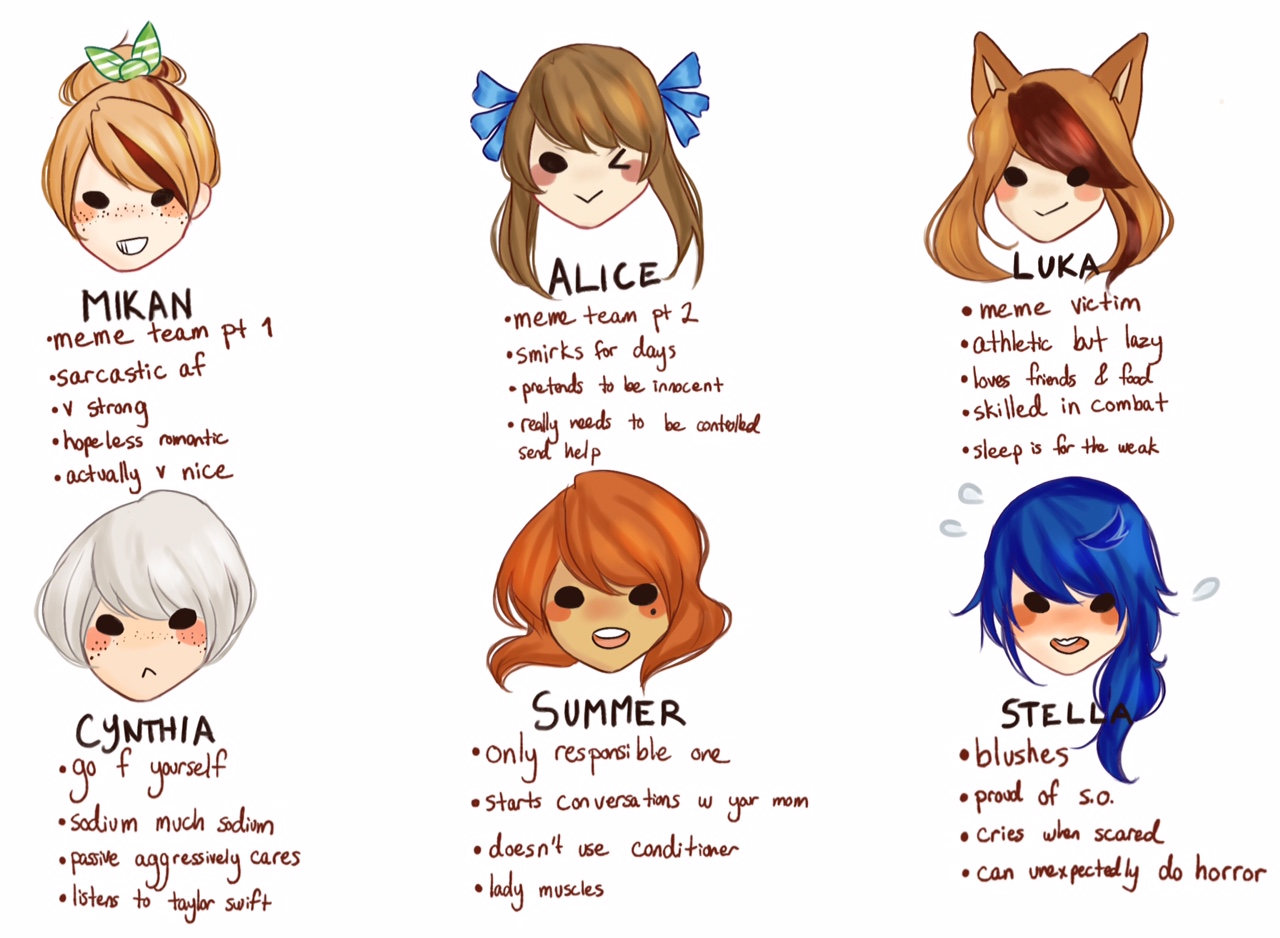 MIKAN
•meme team pt 1
•sarcastic af
•v strong
•hopeless romantic
•actually v nice
ALICE
•meme team pt 2
•smirks for days
•pretends to be innocent
•really needs to be controlled
send help
LUKA
•meme victim
•athletic but lazy
•loves friends & food
•skilled in combat
•sleep is for the weak
CYNTHIA
•go f yourself
•sodium much sodium
•passive aggressively cares
•listens to taylor swift
SUMMER
•only responsible one
•starts conversations w your mom
•doesn't use conditioner
•lady muscles
STELLA
•blushes
•proud of s.o.
•cries when scared
•can unexpectedly do horror